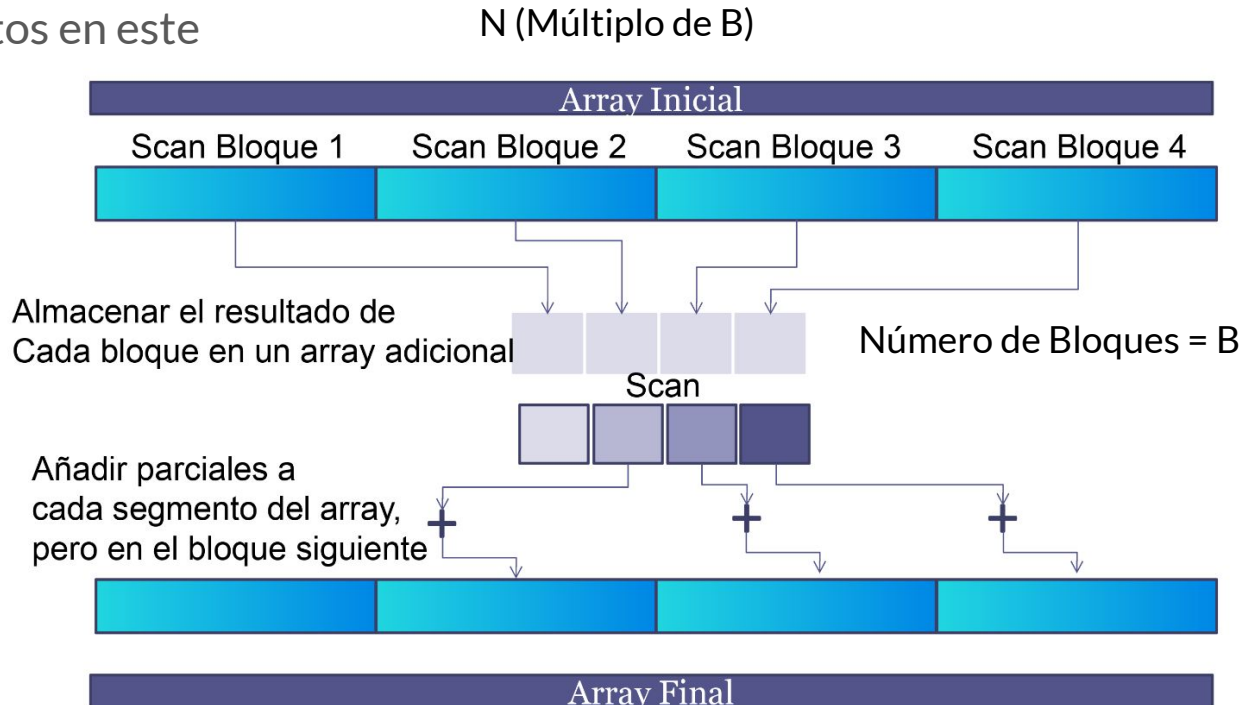 tos en este
N (Múltiplo de B)
Array Inicial
Scan Bloque 1
Scan Bloque 2
Scan Bloque 3
Scan Bloque 4
Almacenar el resultado de
Cada bloque en un array adicional
Número de Bloques = B
Scan
Añadir parciales a
cada segmento del array,
pero en el bloque siguiente
+
+
+
Array Final